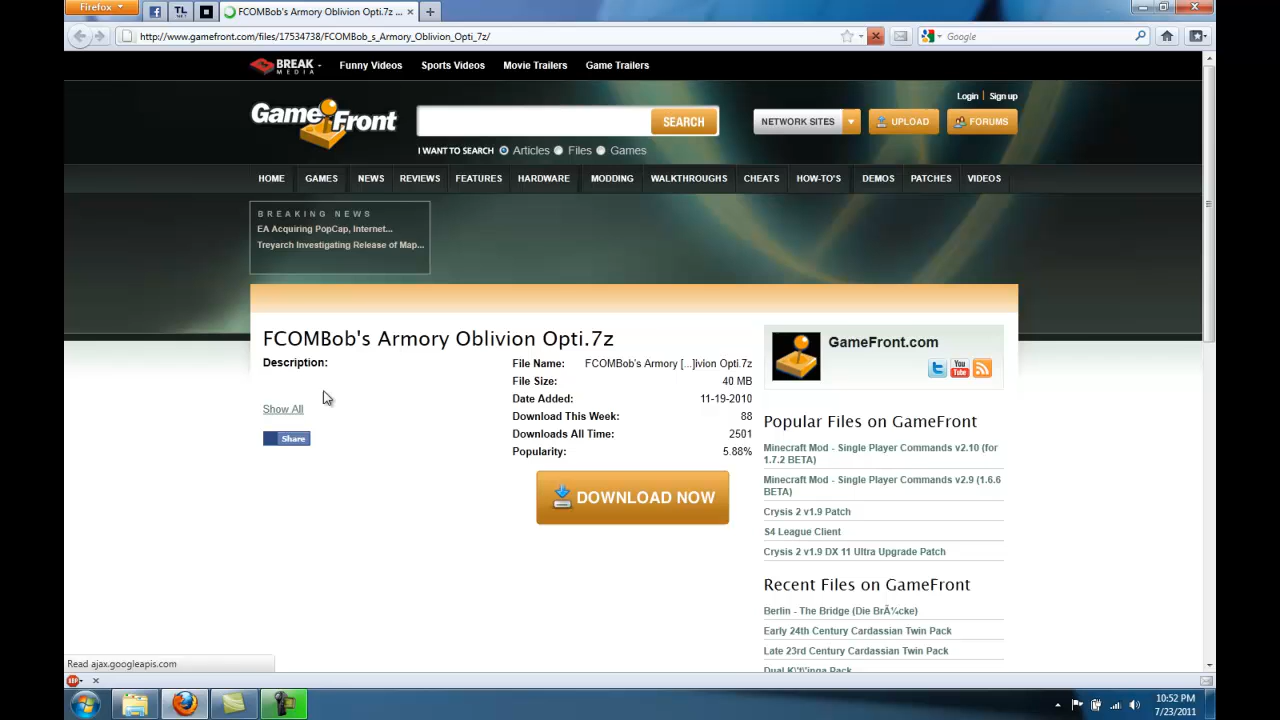 Firefox
TL
FCOMBob's Armory Oblivion Opti.7z ...
http://www.gamefront.com/files/17534738/FCOMBob_s_Armory_Oblivion_Opti_7z/
Google
BREAK
MEDIA
Funny Videos
Sports Videos
Movie Trailers
Game Trailers
Login
Sign up
GameFront
SEARCH
NETWORK SITES
UPLOAD
FORUMS
I WANT TO SEARCH
Articles
Files
Games
HOME
GAMES
NEWS
REVIEWS
FEATURES
HARDWARE
MODDING
WALKTHROUGHS
CHEATS
HOW-TO'S
DEMOS
PATCHES
VIDEOS
BREAKING NEWS
EA Acquiring PopCap, Internet...
Treyarch Investigating Release of Map...
FCOMBob's Armory Oblivion Opti.7z
Description:
Show All
Share
File Name: FCOMBob's Armory [...]ivion Opti.7z
File Size: 40 MB
Date Added: 11-19-2010
Download This Week: 88
Downloads All Time: 2501
Popularity: 5.88%
DOWNLOAD NOW
GameFront.com
You
Tube
Popular Files on GameFront
Minecraft Mod - Single Player Commands v2.10 (for
1.7.2 BETA)
Minecraft Mod - Single Player Commands v2.9 (1.6.6
BETA)
Crysis 2 v1.9 Patch
S4 League Client
Crysis 2 v1.9 DX 11 Ultra Upgrade Patch
Recent Files on GameFront
Berlin - The Bridge (Die BrÃ¼cke)
Early 24th Century Cardassian Twin Pack
Late 23rd Century Cardassian Twin Pack
Read ajax.googleapis.com
10:52 PM
7/23/2011